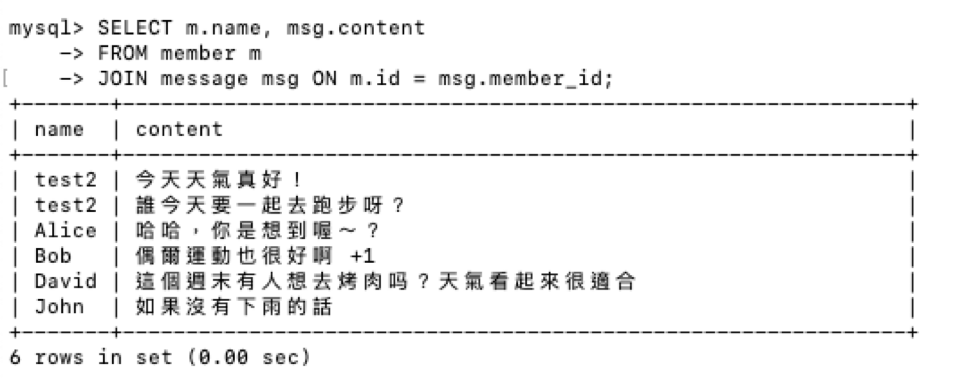 mysql> SELECT m.name, msg.content
    -> FROM member m
[    -> JOIN message msg ON m.id = msg.member_id;
+-------+---------------------------------------------------------------+
| name  | content                                                       |
+-------+---------------------------------------------------------------+
| test2 | 今天天氣真好！                                                |
| test2 | 誰今天要一起去跑步呀？                                        |
| Alice | 哈哈，你是想到喔～？                                          |
| Bob   | 偶爾運動也很好啊 +1                                           |
| David | 這個週末有人想去烤肉吗？天氣看起來很適合                      |
| John  | 如果沒有下雨的話                                              |
+-------+---------------------------------------------------------------+
6 rows in set (0.00 sec)